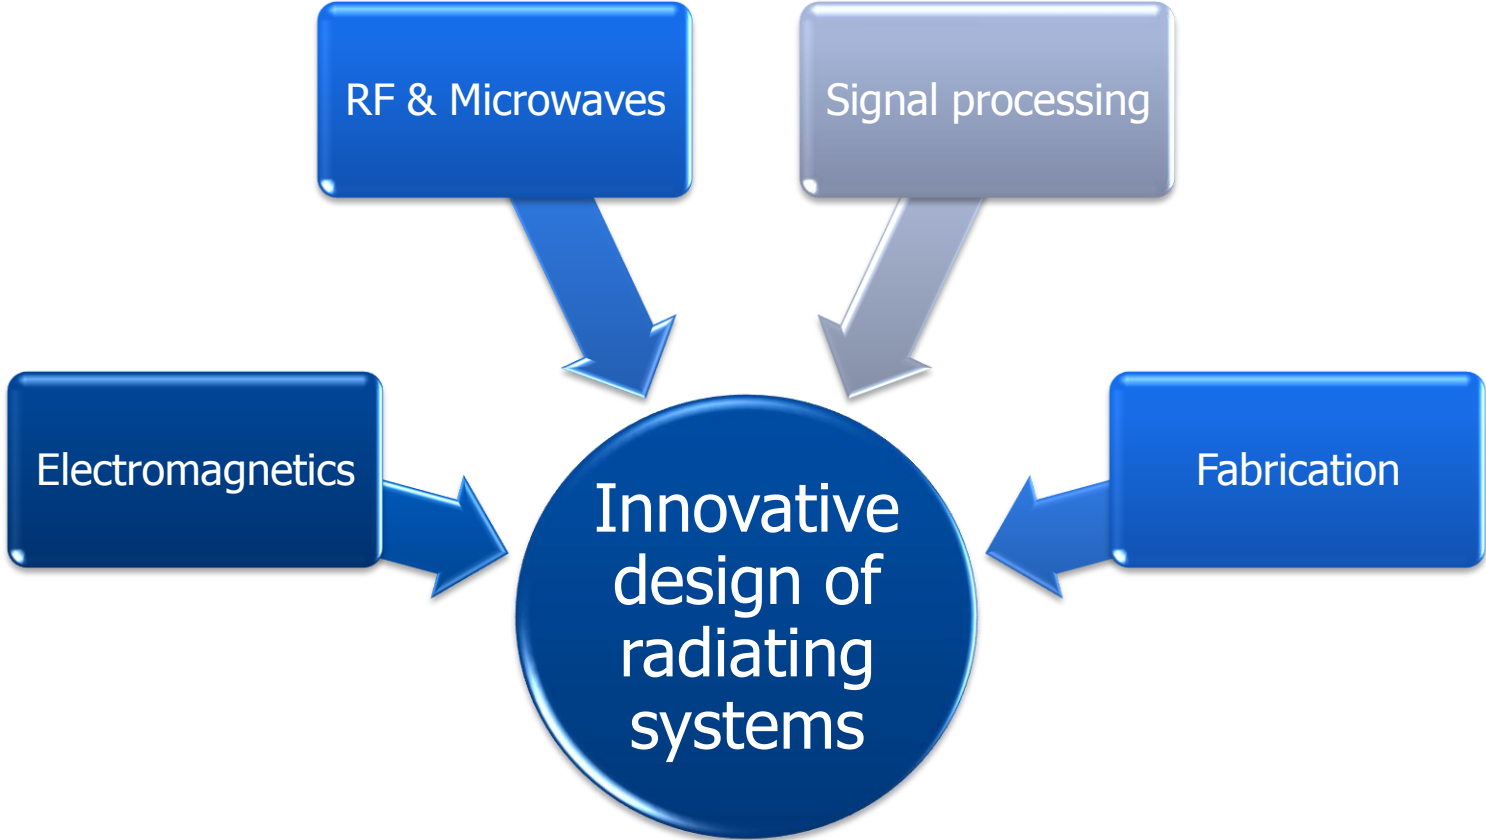 RF & Microwaves
Signal processing
Electromagnetics
Fabrication
Innovative
design of
radiating
systems